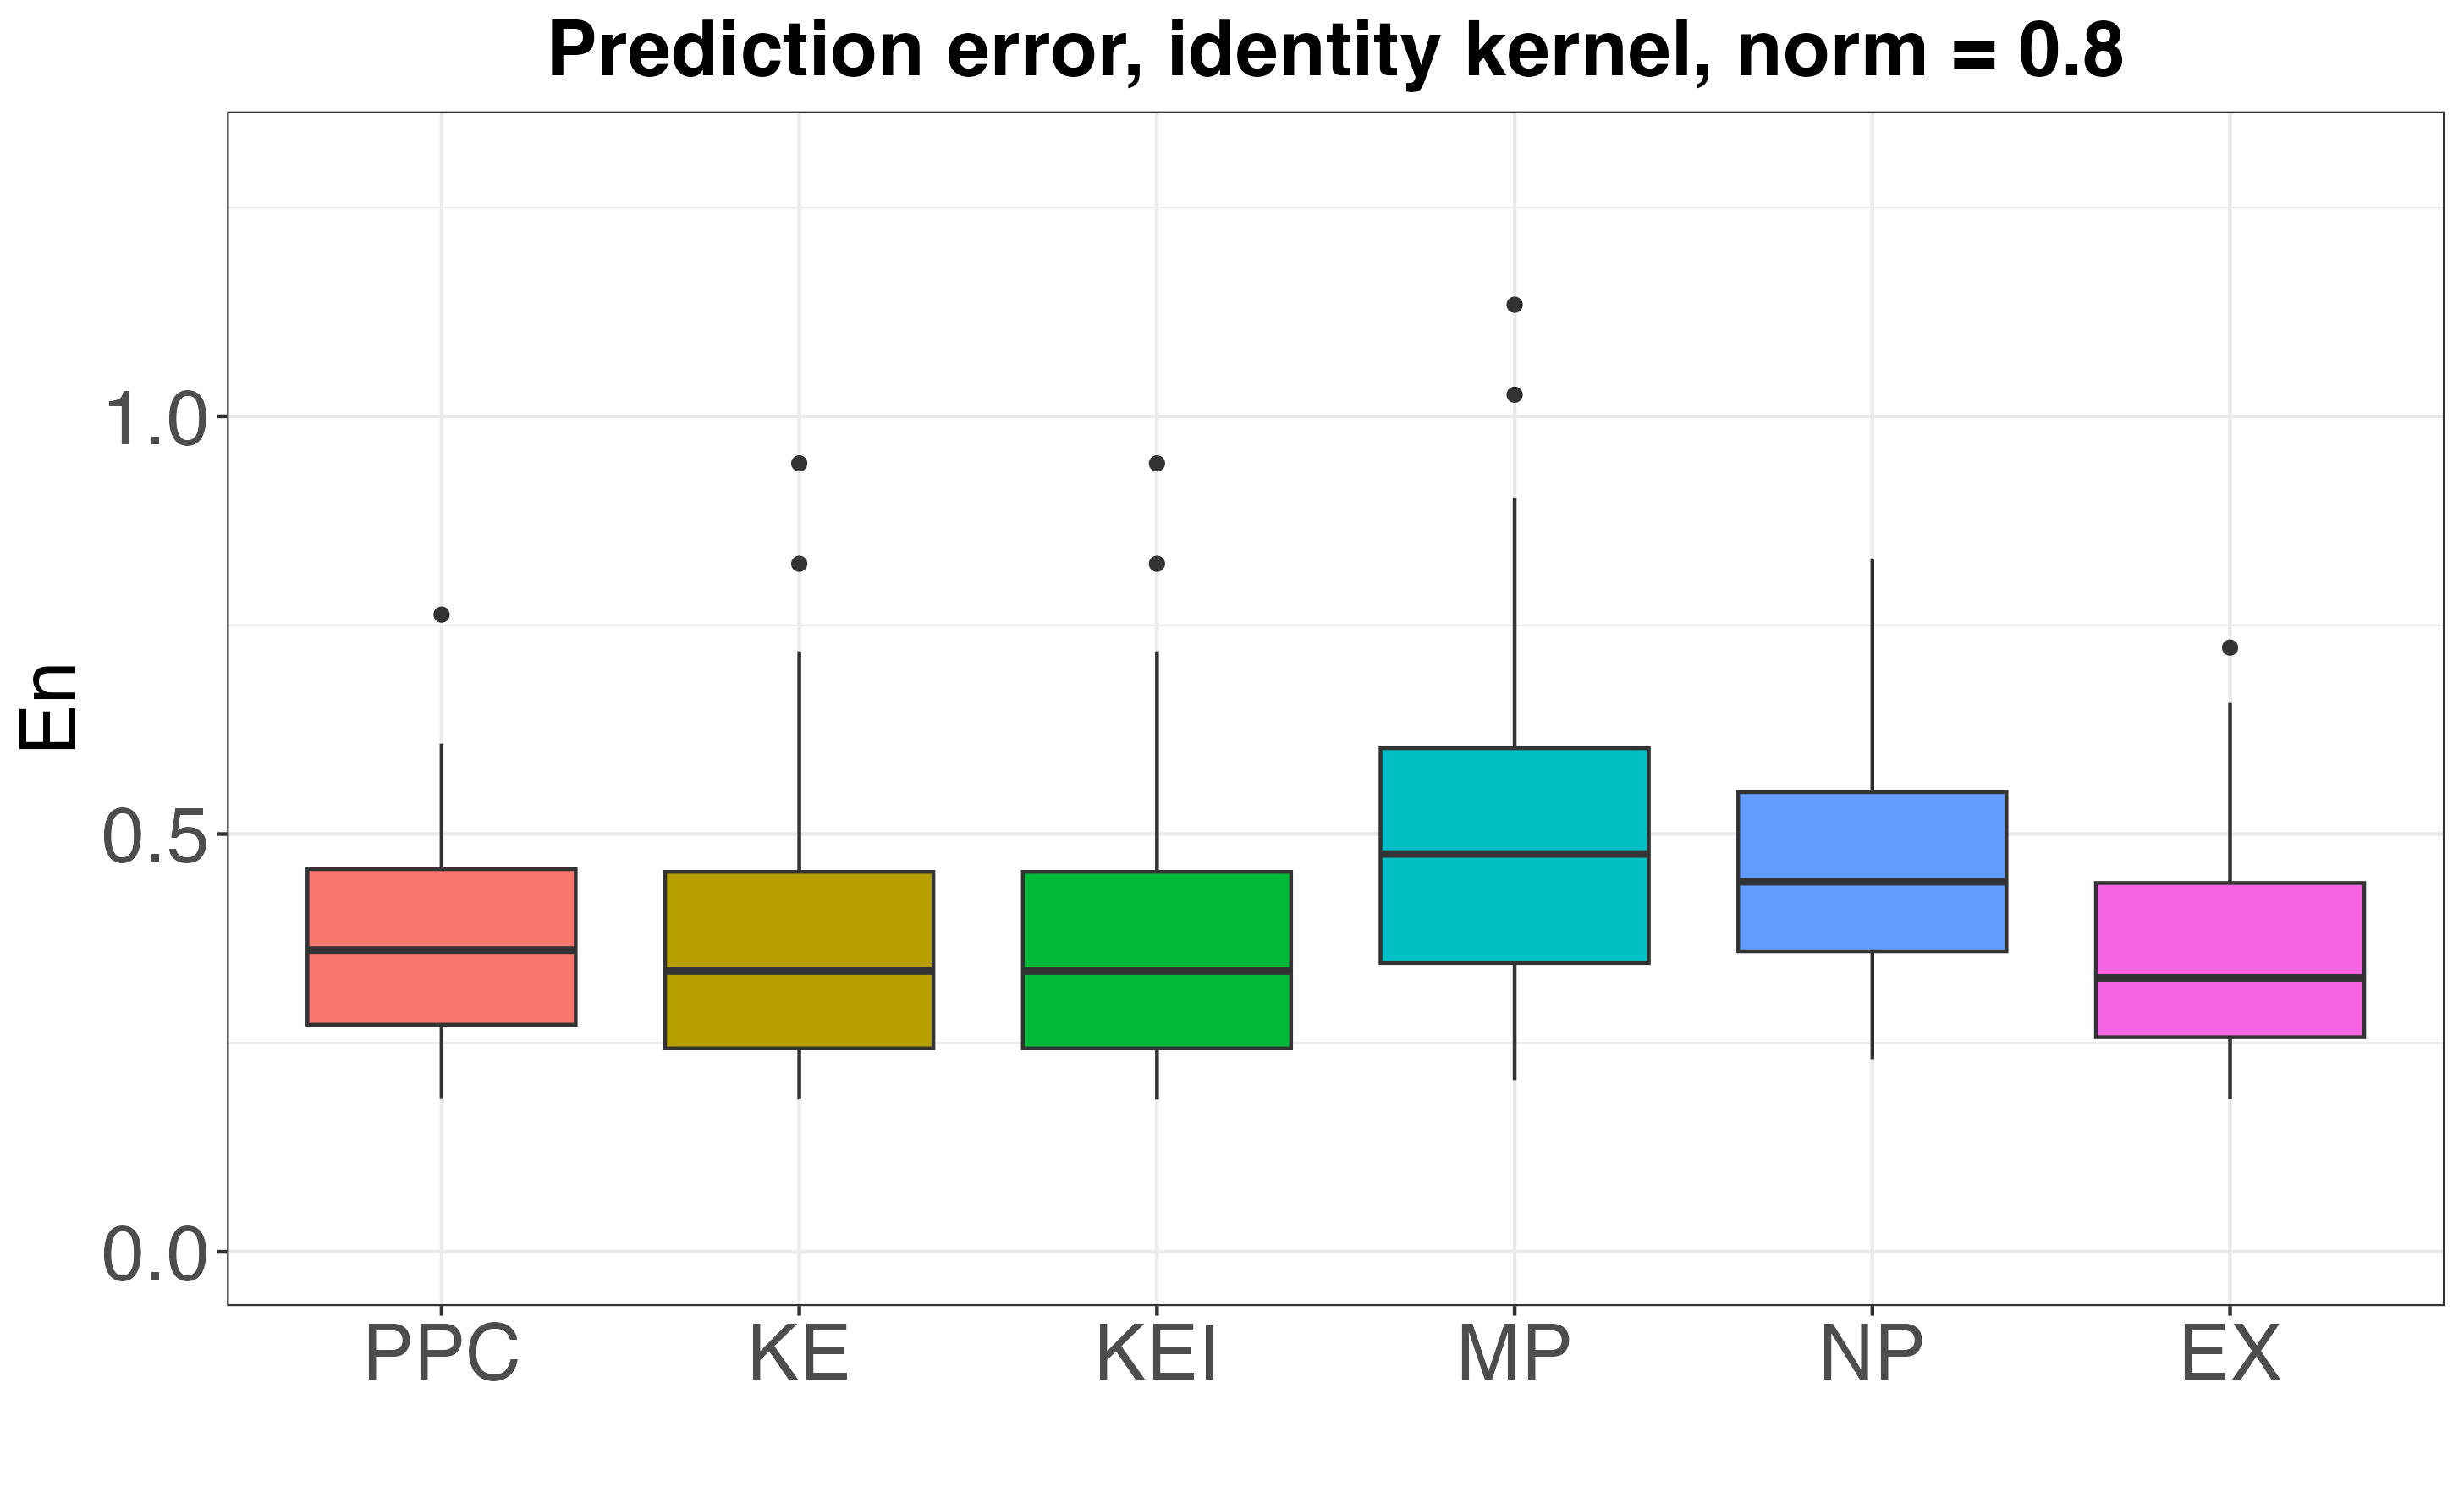 Prediction error, identity kernel, norm = 0.8
En
1.0
0.5
0.0
PPC KE KEI MP NP EX